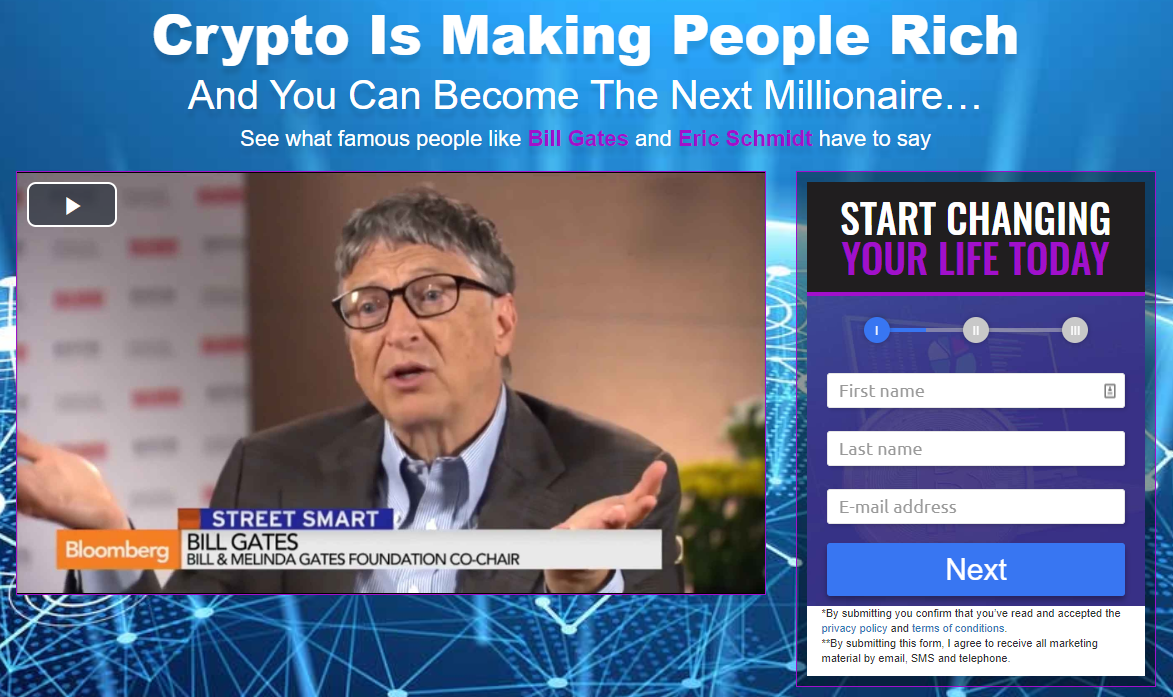 Crypto Is Making People Rich
And You Can Become The Next Millionaire…
See what famous people like Bill Gates and Eric Schmidt have to say
START CHANGING
YOUR LIFE TODAY
I II III
First name
Last name
E-mail address
Next
*By submitting you confirm that you've read and accepted the
privacy policy and terms of conditions.
**By submitting this form, I agree to receive all marketing
material by email, SMS and telephone.
STREET SMART
Bloomberg
BILL GATES
BILL & MELINDA GATES FOUNDATION CO-CHAIR